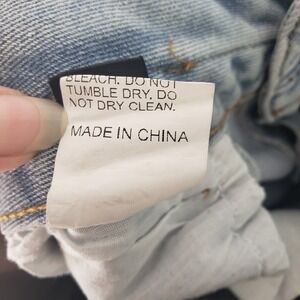 BLEACH. DO NOT
TUMBLE DRY. DO
NOT DRY CLEAN.
MADE IN CHINA